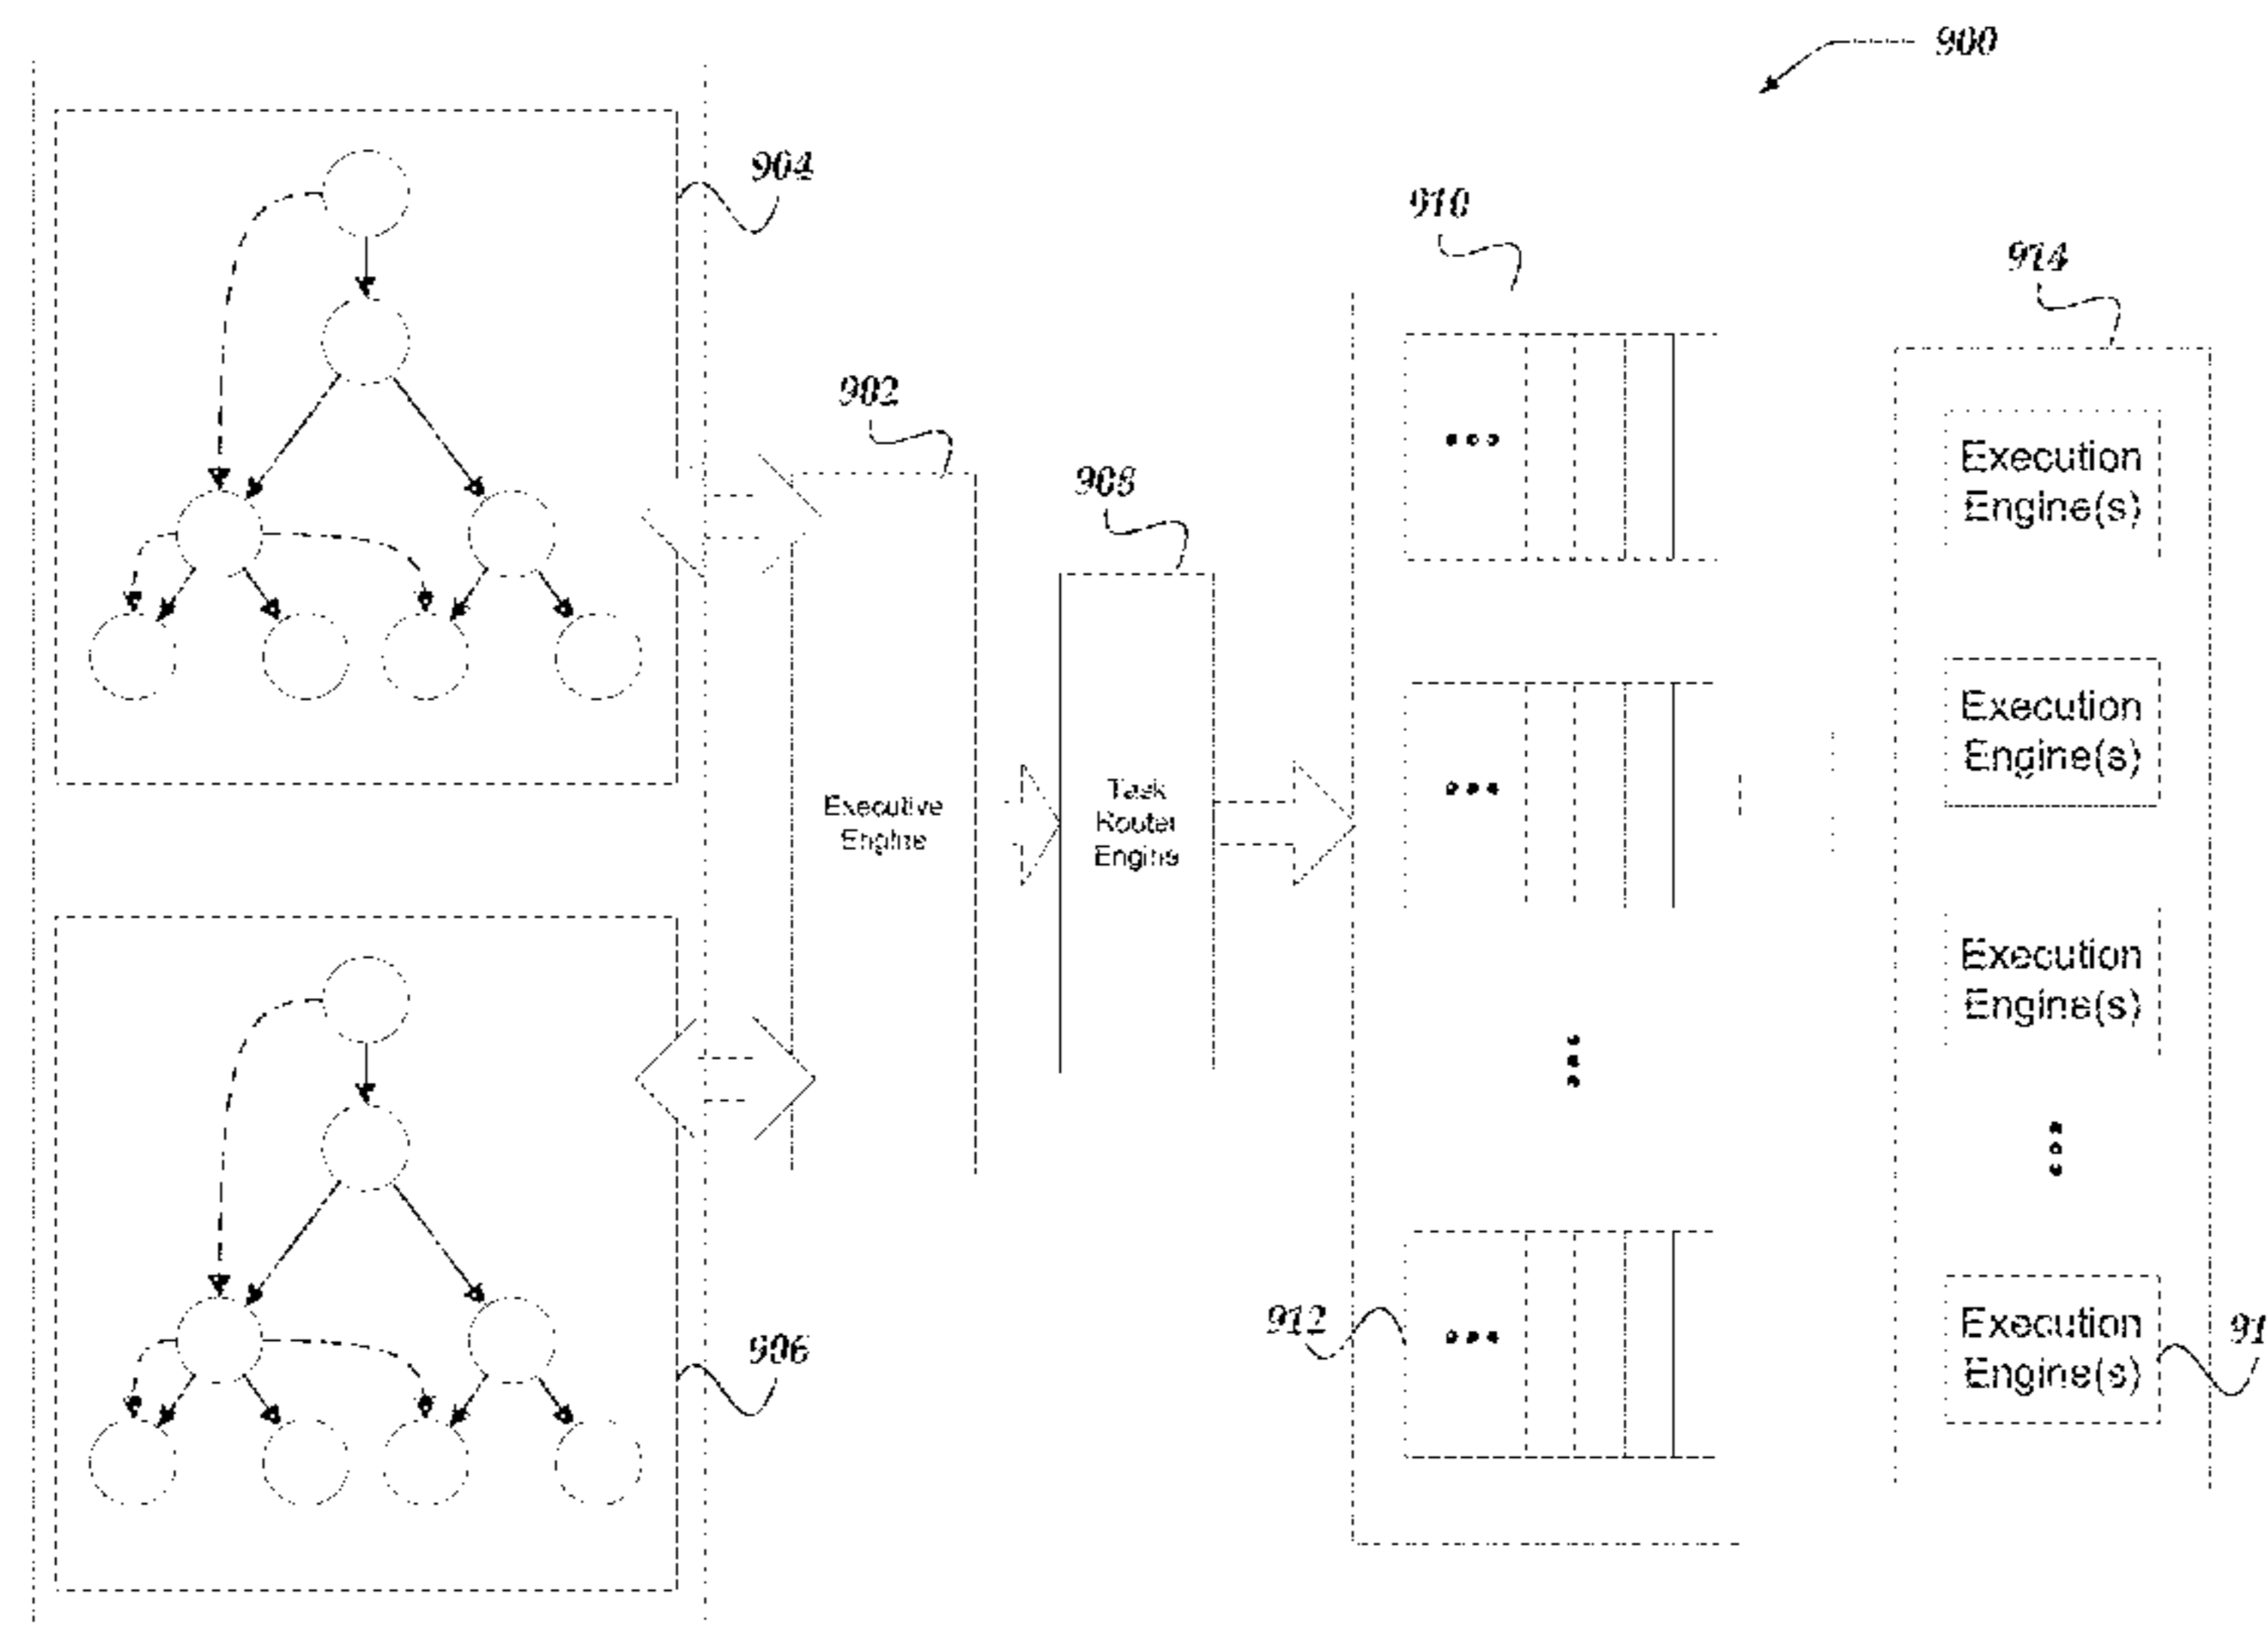 900
904
910
914
902
908
Execution
Engine(s)
Execution
Engine(s)
Executive
Engine
Task
Router
Engine
Execution
Engine(s)
912
906
Execution
Engine(s)
91